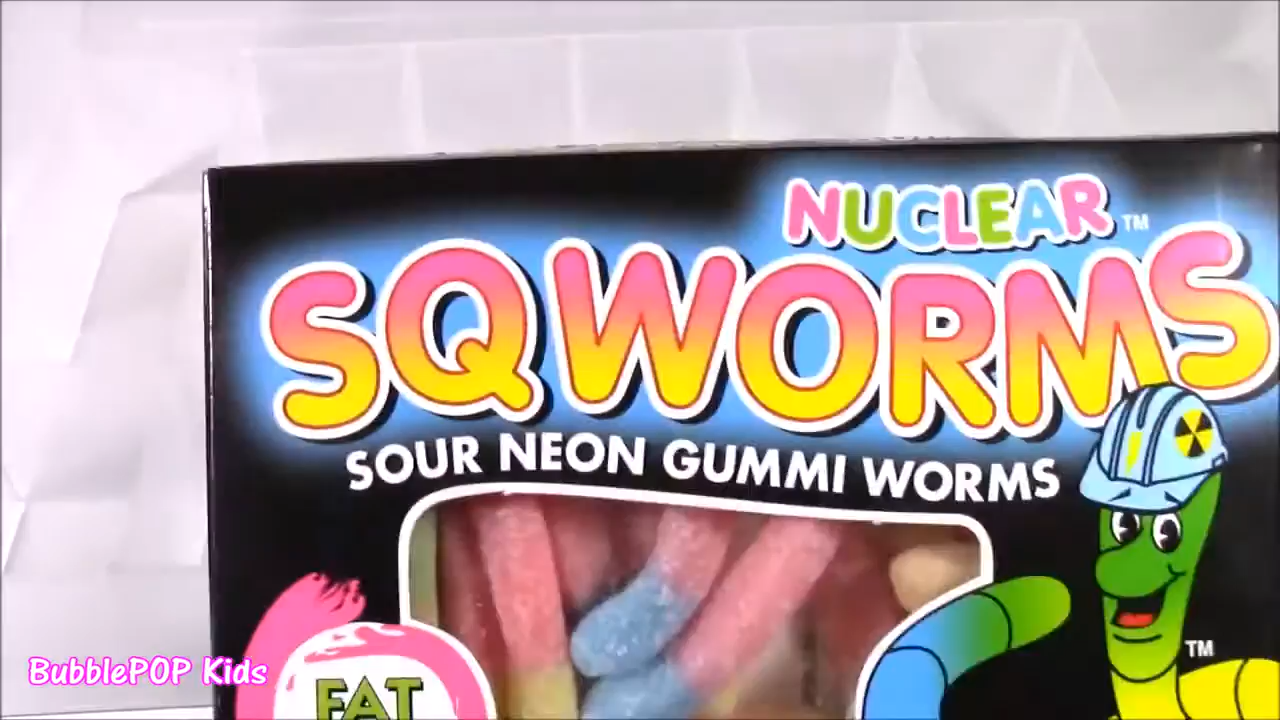 NUCLEAR™
SQWORMS
SOUR NEON GUMMI WORMS
TM
FAT
BubblePOP Kids